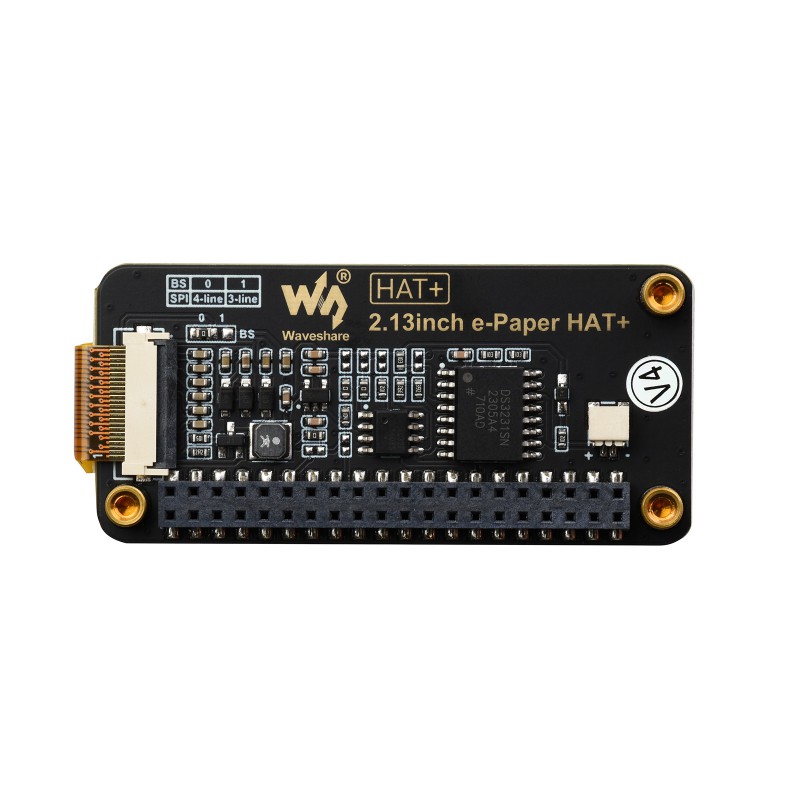 BS 0 1
SPI 4-line 3-line
0 1
BS
Waveshare
®
HAT+
2.13inch e-Paper HAT+
V4
DS3231SN
2305A4
710AD
#
+